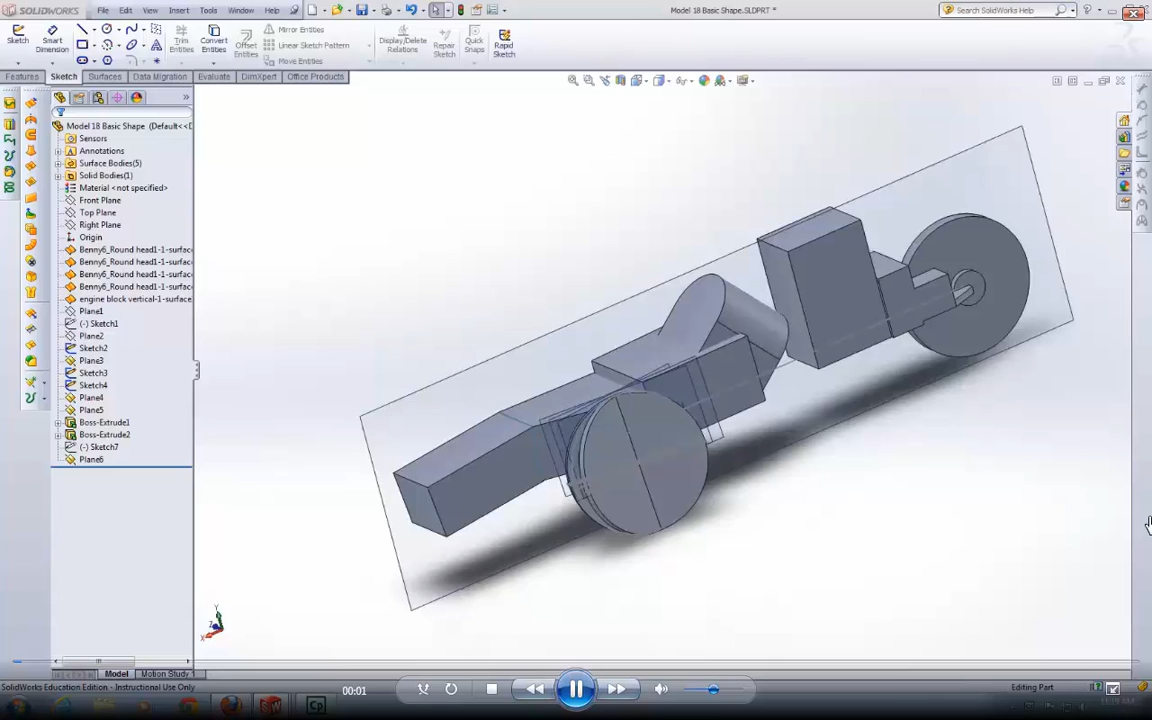 SOLIDWORKS
File Edit View Insert Tools Window Help
Model 18 Basic Shape.SLDPRT *
Search SolidWorks Help
Sketch
Smart Dimension
Trim Entities
Convert Entities
Offset Entities
Mirror Entities
Linear Sketch Pattern
Move Entities
Display/Delete Relations
Repair Sketch
Quick Snaps
Rapid Sketch
Features Sketch Surfaces Data Migration Evaluate DimXpert Office Products
Model 18 Basic Shape (Default<<D
Sensors
Annotations
Surface Bodies(5)
Solid Bodies(1)
Material <not specified>
Front Plane
Top Plane
Right Plane
Origin
Benny6_Round head1-1-surfac
Benny6_Round head1-1-surfac
Benny6_Round head1-1-surfac
Benny6_Round head1-1-surfac
engine block vertical-1-surface
Plane1
(-) Sketch1
Plane2
Sketch2
Plane3
Sketch3
Sketch4
Plane4
Plane5
Boss-Extrude1
Boss-Extrude2
(-) Sketch7
Plane6
Y
X
Z
Model Motion Study 1
SolidWorks Education Edition - Instructional Use Only
Editing Part
00:01
Cp